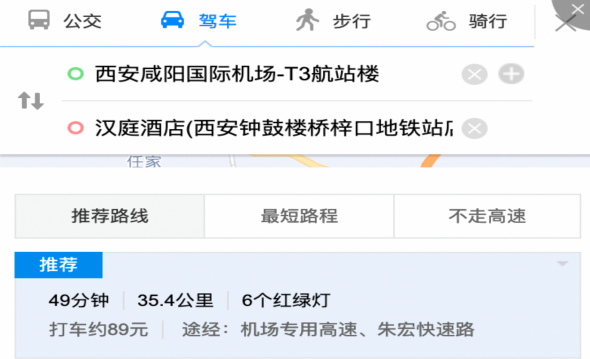 公交 驾车 步行 骑行
西安咸阳国际机场-T3航站楼
汉庭酒店(西安钟鼓楼桥梓口地铁站店
任家
推荐路线 最短路程 不走高速
推荐
49分钟 35.4公里 6个红绿灯
打车约89元 途经：机场专用高速、朱宏快速路